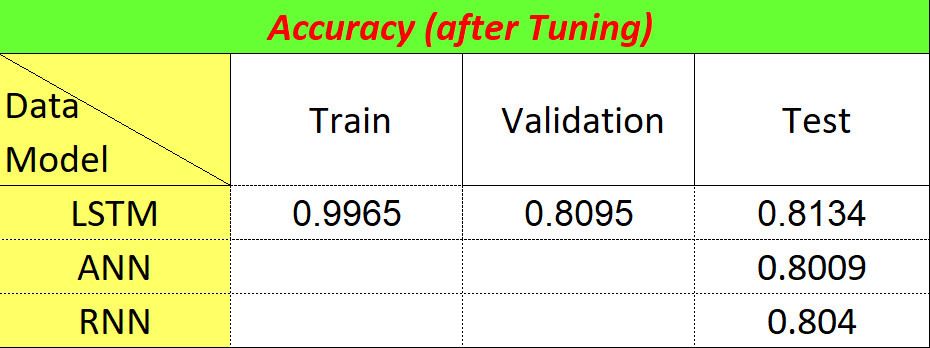 Accuracy (after Tuning)
Data
Model
Train Validation Test
LSTM 0.9965 0.8095 0.8134
ANN 0.8009
RNN 0.804